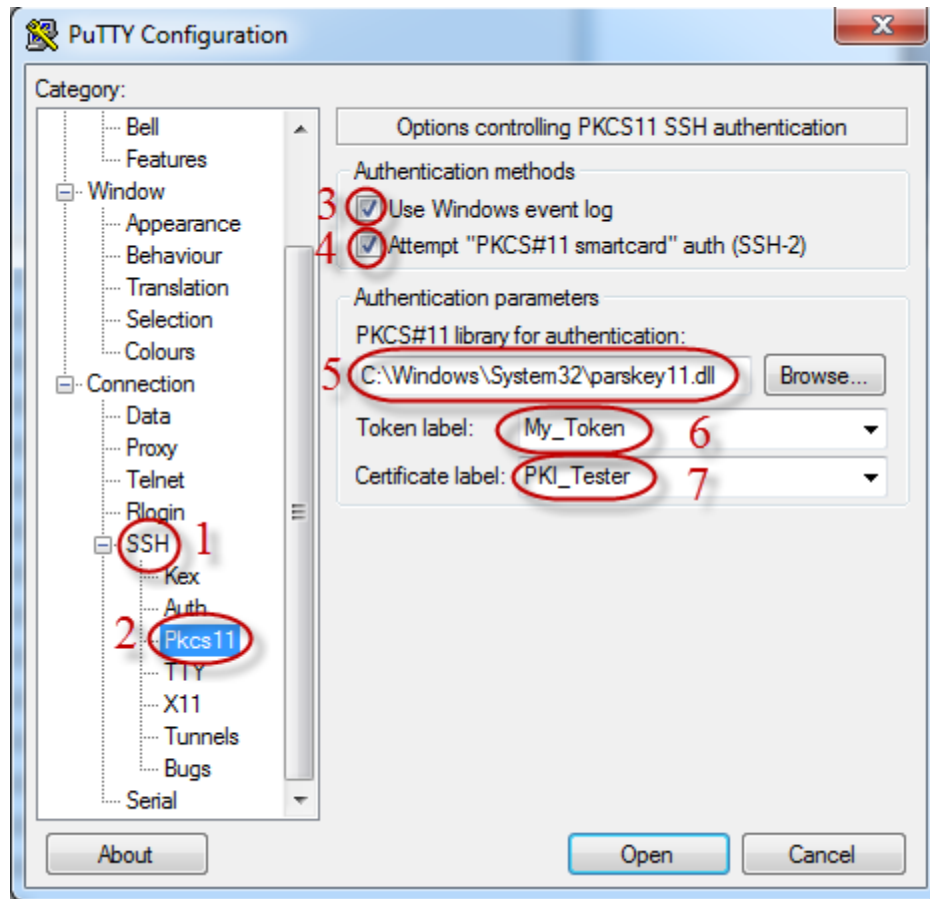 PuTTY Configuration
Category:
Bell
Features
Window
Appearance
Behaviour
Translation
Selection
Colours
Connection
Data
Proxy
Telnet
Rlogin
SSH 1
Kex
Auth
2 Pkcs11
TTY
X11
Tunnels
Bugs
Serial
Options controlling PKCS11 SSH authentication
Authentication methods
3 Use Windows event log
4 Attempt "PKCS#11 smartcard" auth (SSH-2)
Authentication parameters
PKCS#11 library for authentication:
5 C:\Windows\System32\parskey11.dll Browse...
Token label: My_Token 6
Certificate label: PKI_Tester 7
About Open Cancel